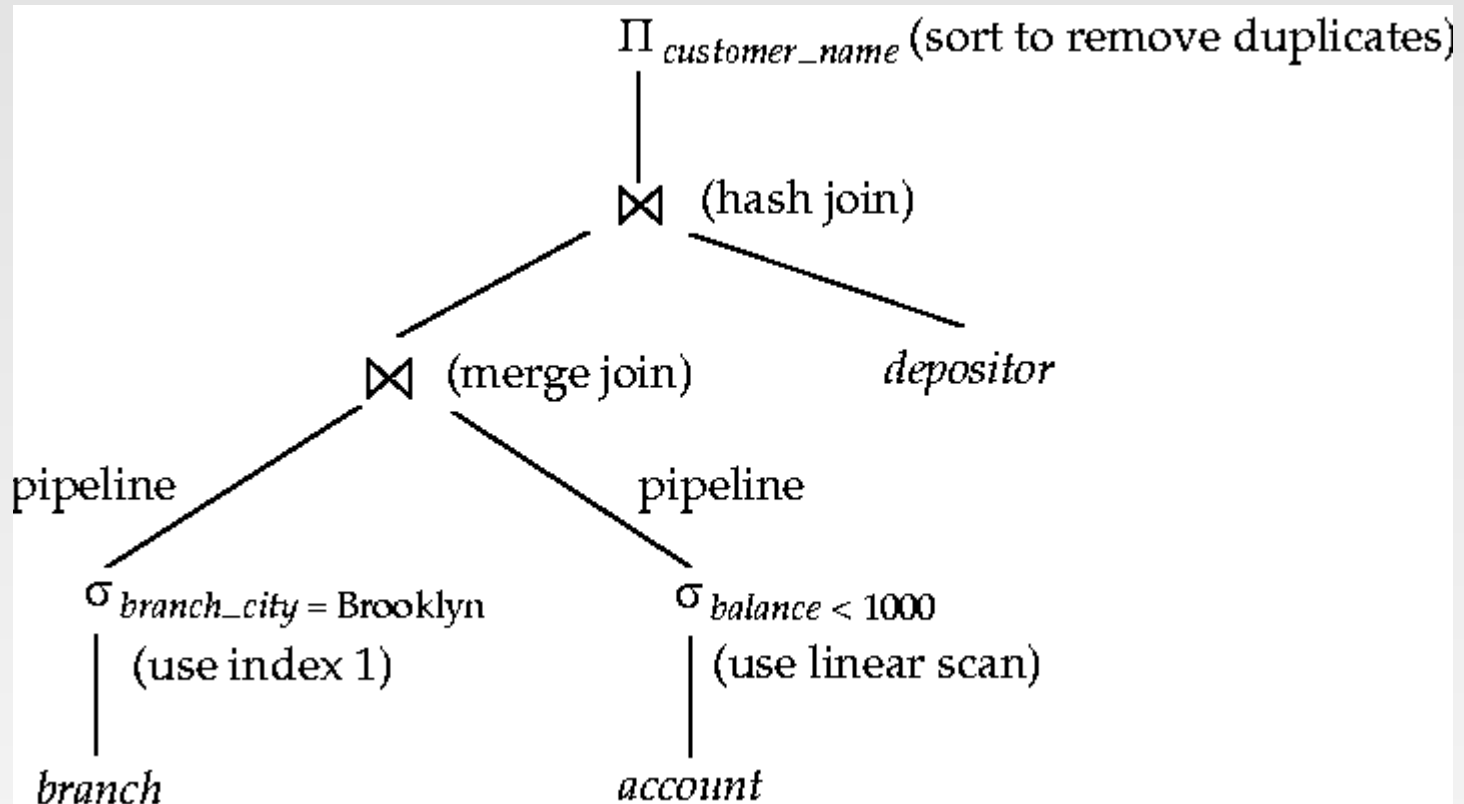 Π customer_name (sort to remove duplicates)
⋈ (hash join)
⋈ (merge join)
depositor
pipeline
pipeline
σ branch_city = Brooklyn
σ balance < 1000
(use index 1)
(use linear scan)
branch
account